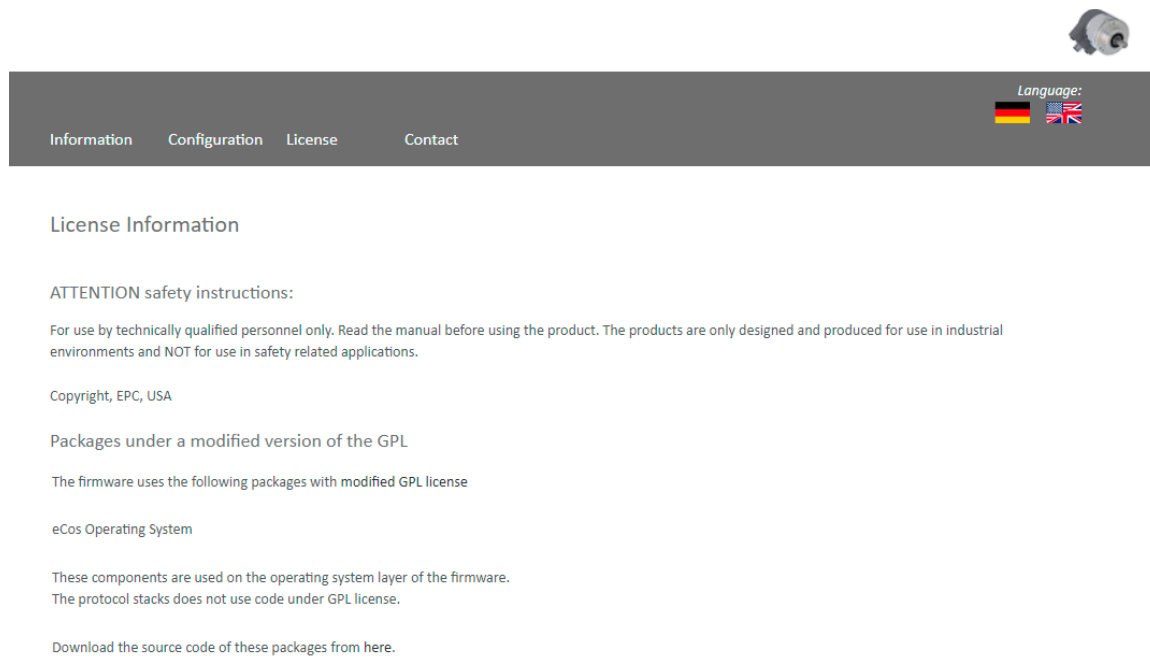 Language:
Information Configuration License Contact
License Information
ATTENTION safety instructions:
For use by technically qualified personnel only. Read the manual before using the product. The products are only designed and produced for use in industrial
environments and NOT for use in safety related applications.
Copyright, EPC, USA
Packages under a modified version of the GPL
The firmware uses the following packages with modified GPL license
eCos Operating System
These components are used on the operating system layer of the firmware.
The protocol stacks does not use code under GPL license.
Download the source code of these packages from here.